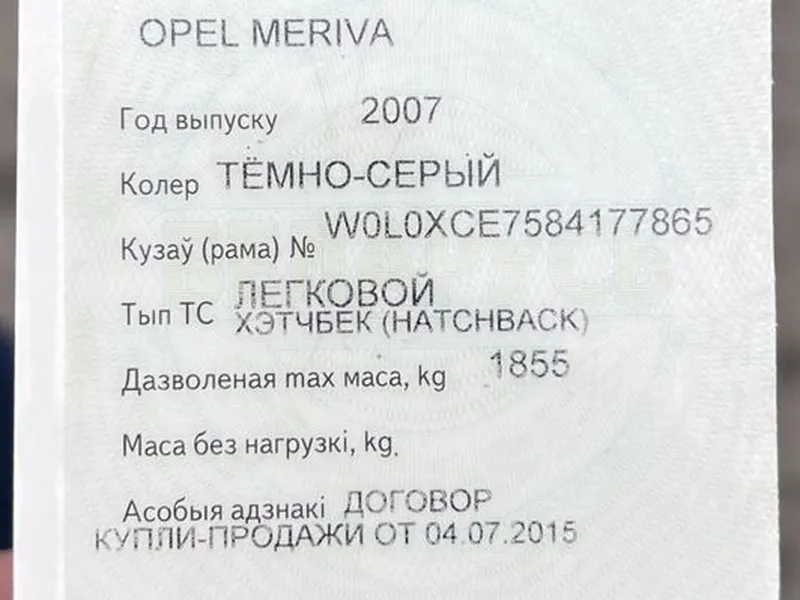 OPEL MERIVA
Год выпуску 2007
Колер ТЁМНО-СЕРЫЙ
Кузаў (рама) № W0L0XCE7584177865
Тып ТС ЛЕГКОВОЙ
ХЭТЧБЕК (HATCHBACK)
Дазволеная max маса, kg 1855
Маса без нагрузкі, kg
Асобыя адзнакі ДОГОВОР
КУПЛИ-ПРОДАЖИ ОТ 04.07.2015